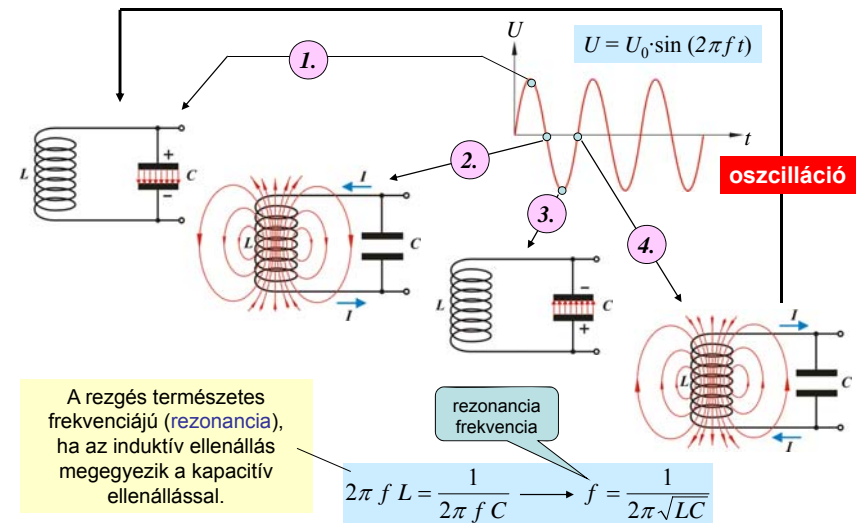 U
U = U₀·sin (2π f t)
1.
t
2.
oszcilláció
L
+
C
−
I
3.
4.
L
C
I
L
−
C
+
I
L
C
I
A rezgés természetes
frekvenciájú (rezonancia),
ha az induktív ellenállás
megegyezik a kapacitív
ellenállással.
rezonancia
frekvencia
2π f L = 1/(2π f C) → f = 1/(2π√LC)